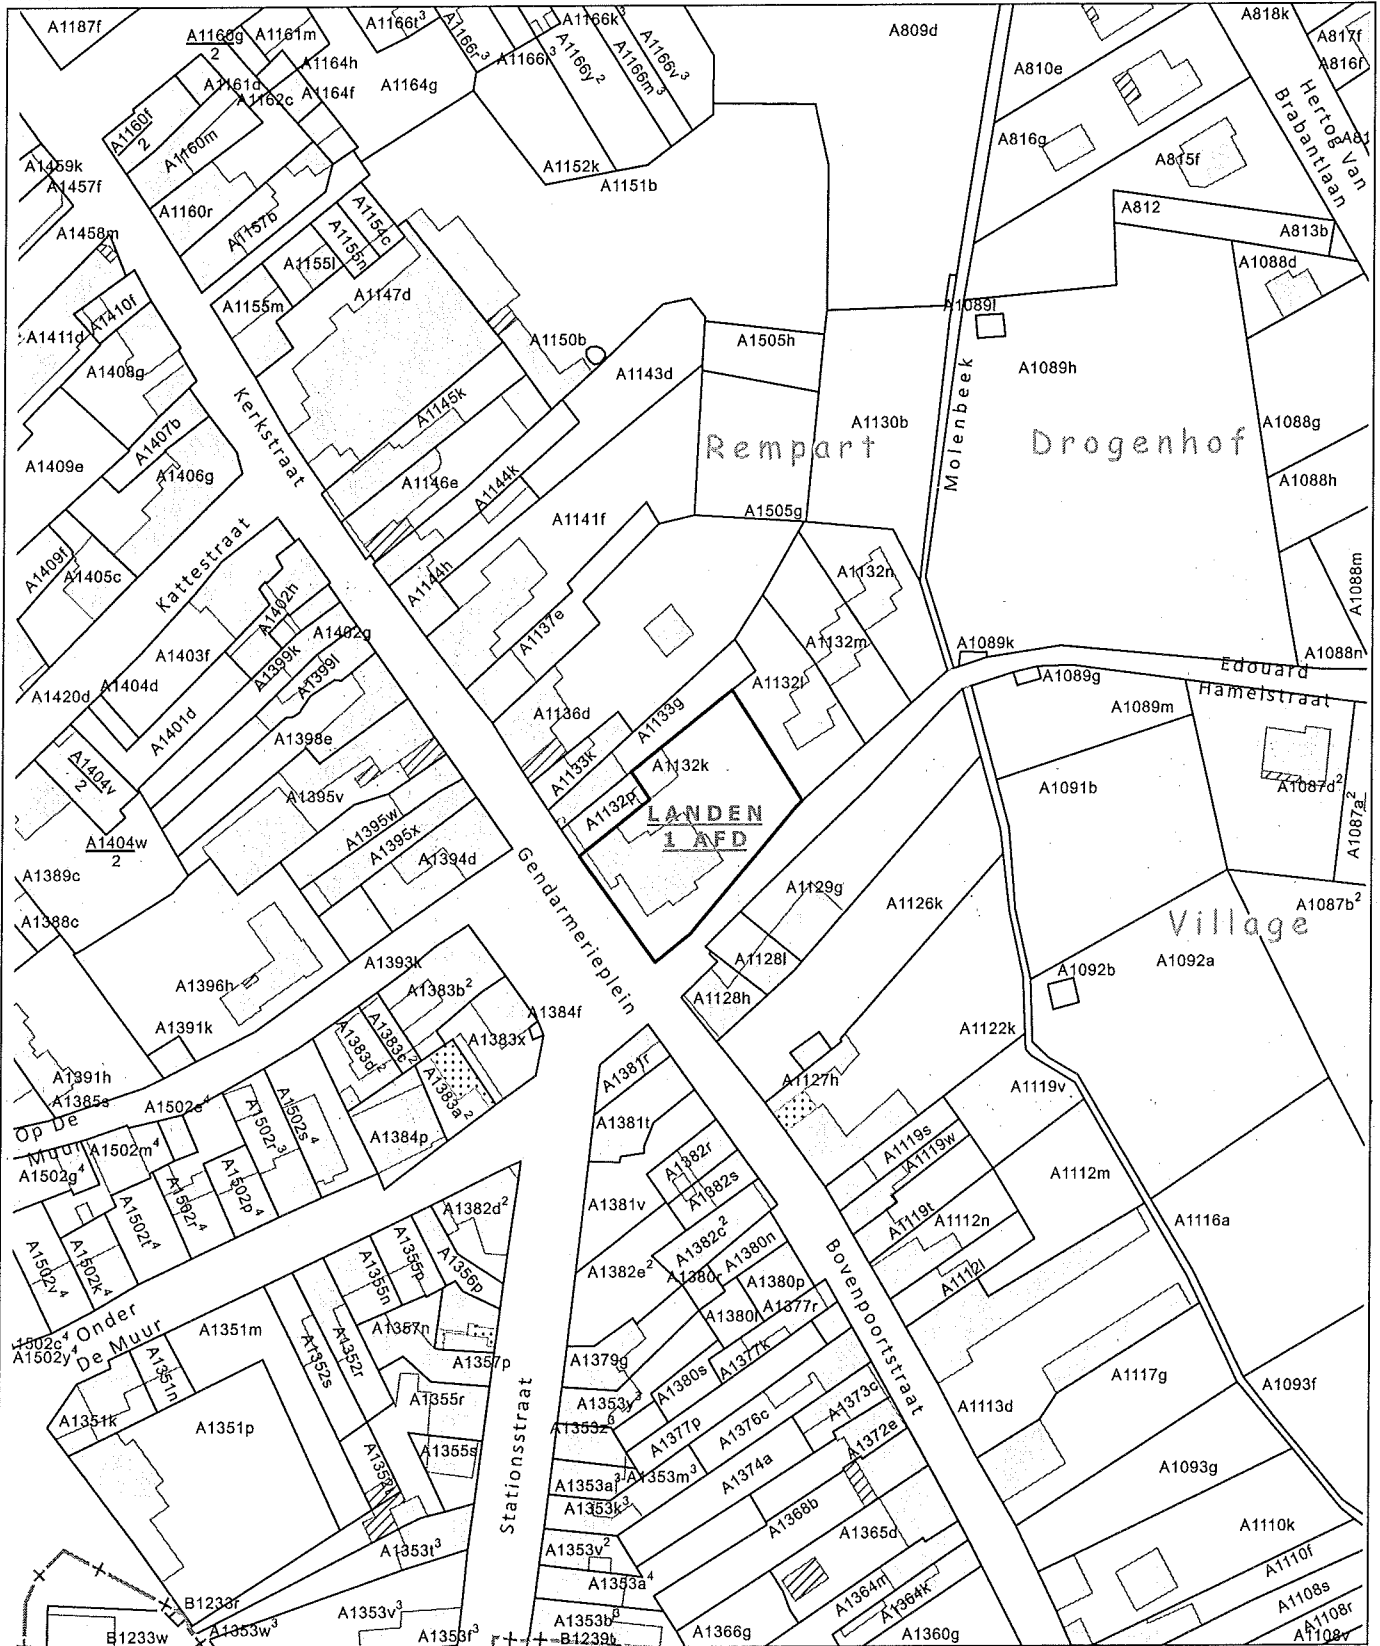 A1187f
A1160g
2
A1161m
A1166t³
A1166r³
A1166l³
A1166k³
A1166y²
A1166m³
A1166v³
A809d
A818k
A817f
A816f
A1164h
A1161d
A1162c
A1164f
A1164g
A810e
Hertog Van
Brabantlaan
A1160f
2
A1160m
A816g
A815f
A1459k
A1457f
A1152k
A1151b
A1160r
A1157b
A1154c
A1155n
A812
A813b
A1458m
A1155l
A1088d
A1410f
A1155m
A1147d
A1089l
A1411d
A1150b
A1505h
A1408g
A1143d
A1089h
Kerkstraat
A1145k
A1407b
A1130b
Molenbeek
A1088g
Rempart
Drogenhof
A1409e
A1406g
A1146e
A1144k
A1088h
A1505g
A1141f
Kattestraat
A1409f
A1405c
A1144h
A1132n
A1088m
A1402h
A1402g
A1137e
A1132m
A1089k
A1403f
A1399k
A1399l
A1088n
Edouard
Hamelstraat
A1420d
A1404d
A1132l
A1089g
A1401d
A1136d
A1133g
A1089m
A1398e
A1133k
A1132k
A1404v
2
A1091b
A1087d²
A1087a²
A1395v
A1132p
LANDEN
1 AFD
A1395w
A1395x
A1404w
2
A1394d
A1389c
Gendarmerieplein
A1129g
A1126k
A1087b²
A1388c
Village
A1128l
A1393k
A1092b
A1092a
A1396h
A1383b²
A1128h
A1384f
A1391k
A1383d²
A1383c²
A1383x
A1122k
A1391h
A1383a²
A1381r
A1127h
A1119v
A1385s
A1502s⁴
Op De
Muur
A1502r³
A1502s⁴
A1384p
A1381t
A1119s
A1119w
A1502m⁴
A1502g⁴
A1382r
A1382s
A1112m
A1502r⁴
A1502p⁴
A1382d²
A1381v
A1119t
A1112n
A1116a
A1502t⁴
A1502v⁴
A1502k⁴
A1355p
A1355n
A1356p
A1382c²
A1380n
A1382e²
A1380r
A1380p
Bovenpoortstraat
A1112l
A1377r
A1380l
Onder
De Muur
A1502y⁴
A1351m
A1357n
A1352r
A1352s
A1357p
A1379g
A1377k
A1351n
A1380s
A1117g
A1093f
A1351k
A1355r
A1353y³
A1373c
A1351p
A1353z³
A1376c
A1113d
A1377p
A1372e
A1355s
Stationsstraat
A1374a
A1353m³
A1353a³
A1093g
A1353k³
A1368b
A1365d
A1110k
A1353t³
A1353v²
A1110f
A1353a⁴
A1364m
A1364k
A1108s
B1233r
A1353w³
A1353v³
A1353b³
A1108r
B1233w
A1353f³
B1239t
A1366g
A1360g
A1108v